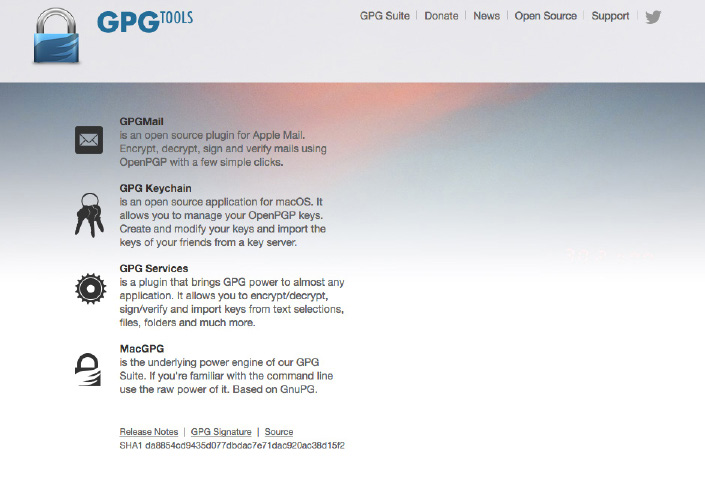 GPGTOOLS
GPG Suite | Donate | News | Open Source | Support
GPGMail
is an open source plugin for Apple Mail.
Encrypt, decrypt, sign and verify mails using
OpenPGP with a few simple clicks.
GPG Keychain
is an open source application for macOS. It
allows you to manage your OpenPGP keys.
Create and modify your keys and import the
keys of your friends from a key server.
GPG Services
is a plugin that brings GPG power to almost any
application. It allows you to encrypt/decrypt,
sign/verify and import keys from text selections,
files, folders and much more.
MacGPG
is the underlying power engine of our GPG
Suite. If you're familiar with the command line
use the raw power of it. Based on GnuPG.
Release Notes | GPG Signature | Source
SHA1 da8854cd9435d077dbdac7e71dac920ac38d15f2